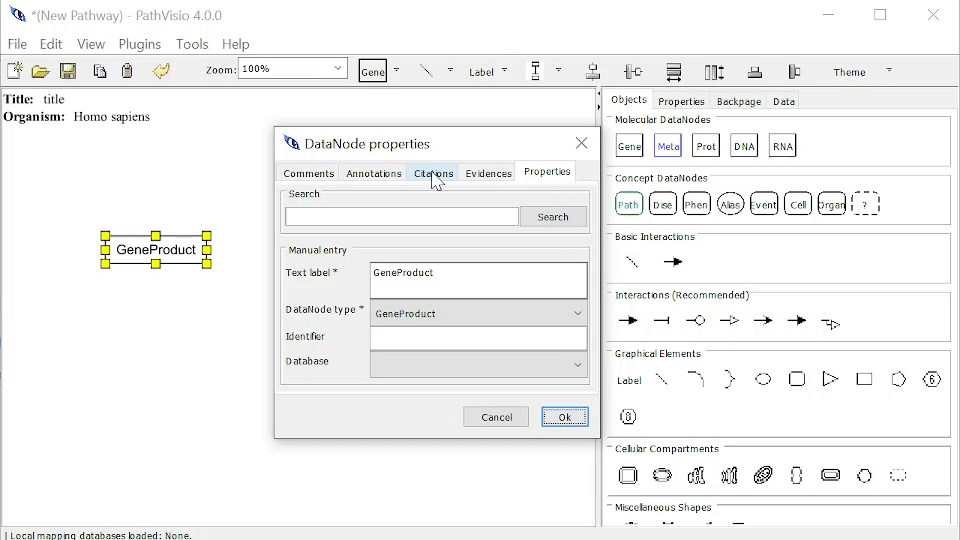 *(New Pathway) - PathVisio 4.0.0
File Edit View Plugins Tools Help
Zoom: 100% Gene Label Theme
Title: title
Organism: Homo sapiens
GeneProduct
DataNode properties
Comments Annotations Citations Evidences Properties
Search
Search
Manual entry
Text label * GeneProduct
DataNode type * GeneProduct
Identifier
Database
Cancel Ok
Objects Properties Backpage Data
Molecular DataNodes
Gene Meta Prot DNA RNA
Concept DataNodes
Path Dise Phen Alias Event Cell Organ ?
Basic Interactions
Interactions (Recommended)
Graphical Elements
Label 6
8
Cellular Compartments
Miscellaneous Shapes
| Local mapping databases loaded: None.